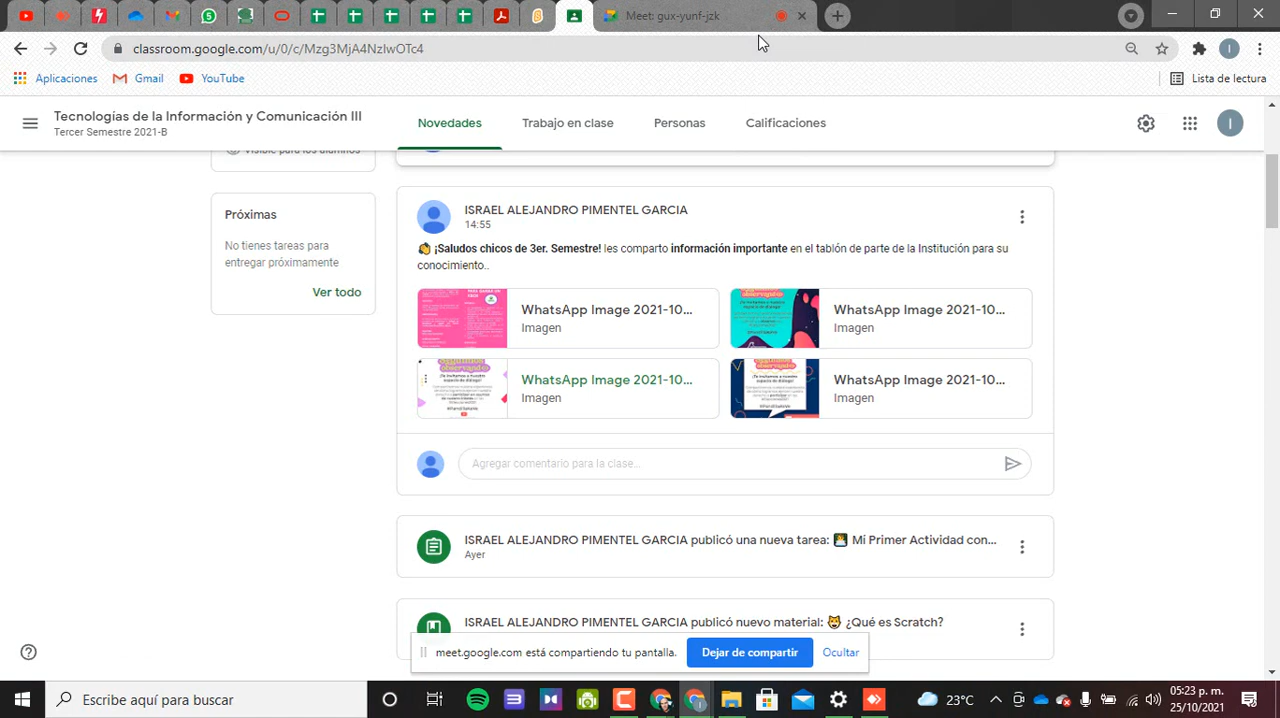 Meet: gux-yunf-jzk
classroom.google.com/u/0/c/Mzg3MjA4NzIwOTc4
Aplicaciones
Gmail
YouTube
Lista de lectura
Tecnologías de la Información y Comunicación III
Tercer Semestre 2021-B
Novedades
Trabajo en clase
Personas
Calificaciones
Visible para los alumnos
Próximas
No tienes tareas para
entregar próximamente
Ver todo
ISRAEL ALEJANDRO PIMENTEL GARCIA
14:55
👏 ¡Saludos chicos de 3er. Semestre! les comparto información importante en el tablón de parte de la Institución para su
conocimiento..
WhatsApp Image 2021-10...
Imagen
WhatsApp Image 2021-10...
Imagen
WhatsApp Image 2021-10...
Imagen
WhatsApp Image 2021-10...
Imagen
Agregar comentario para la clase...
ISRAEL ALEJANDRO PIMENTEL GARCIA publicó una nueva tarea: 👨‍💻 Mí Primer Actividad con...
Ayer
ISRAEL ALEJANDRO PIMENTEL GARCIA publicó nuevo material: 🐱 ¿Qué es Scratch?
meet.google.com está compartiendo tu pantalla.
Dejar de compartir
Ocultar
Escribe aquí para buscar
23°C
05:23 p. m.
25/10/2021